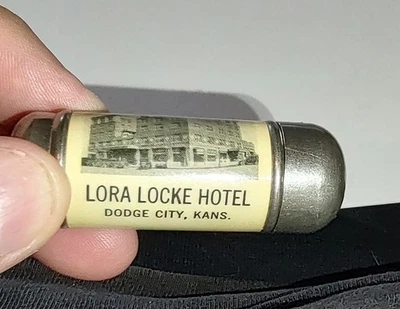 LORA LOCKE HOTEL
DODGE CITY, KANS.